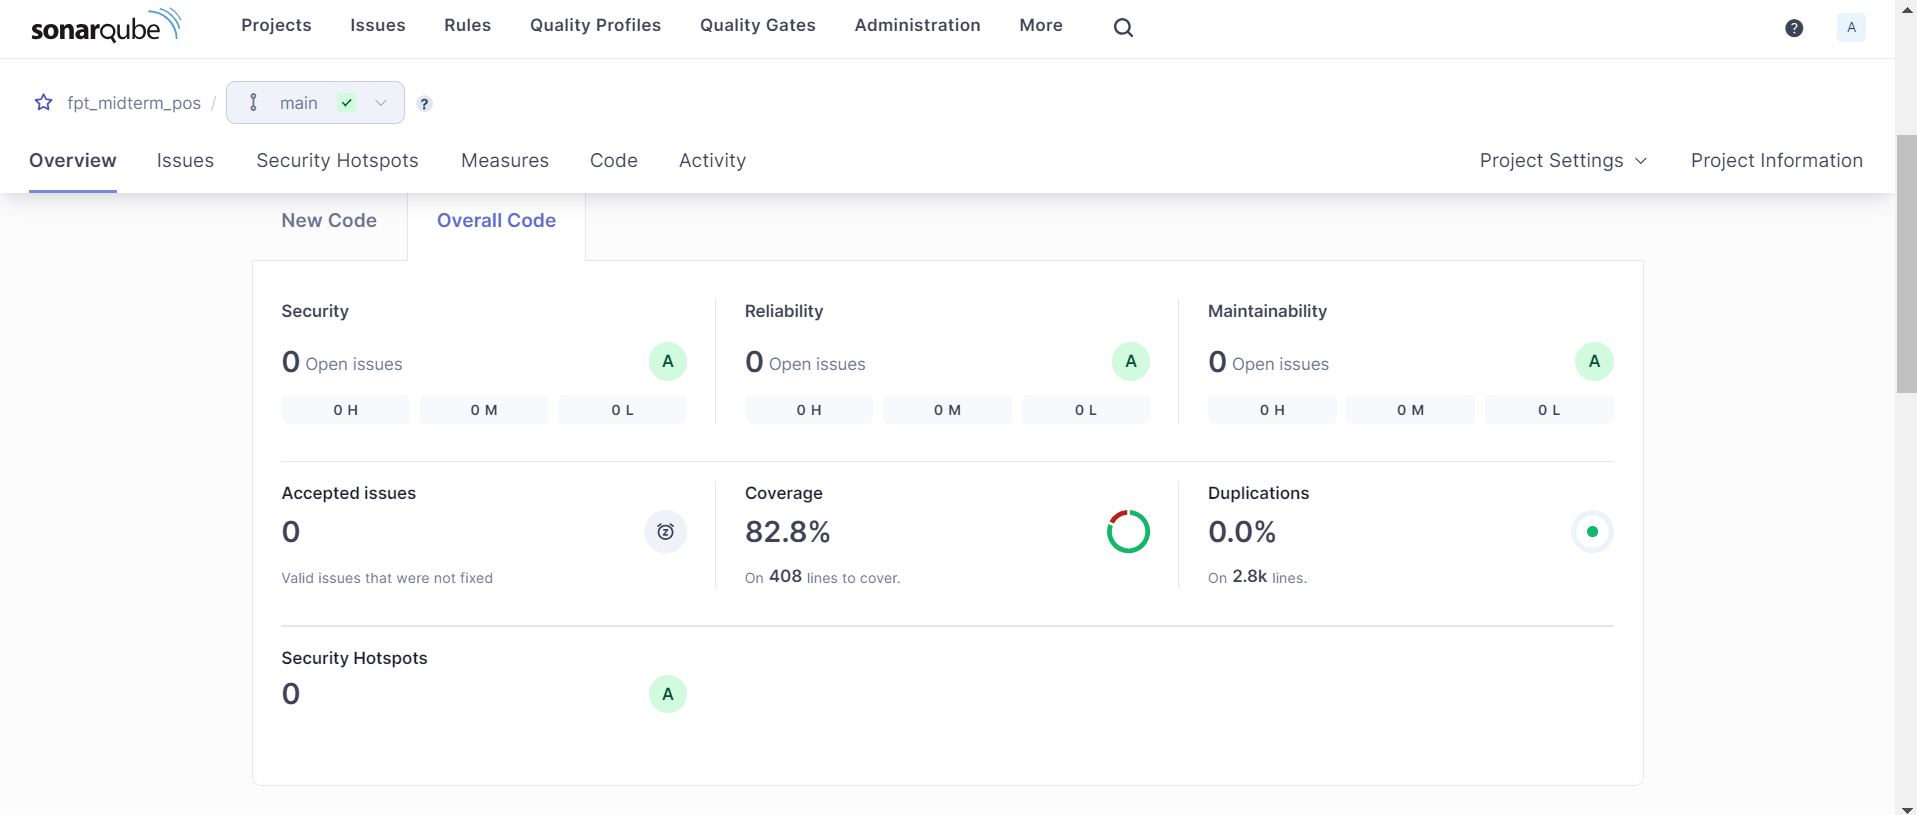 sonarqube Projects Issues Rules Quality Profiles Quality Gates Administration More ? A
fpt_midterm_pos / main ?
Overview Issues Security Hotspots Measures Code Activity Project Settings Project Information
New Code Overall Code
Security Reliability Maintainability
0 Open issues A 0 Open issues A 0 Open issues A
0 H 0 M 0 L 0 H 0 M 0 L 0 H 0 M 0 L
Accepted issues Coverage Duplications
0 z 82.8% 0.0%
Valid issues that were not fixed On 408 lines to cover. On 2.8k lines.
Security Hotspots
0 A